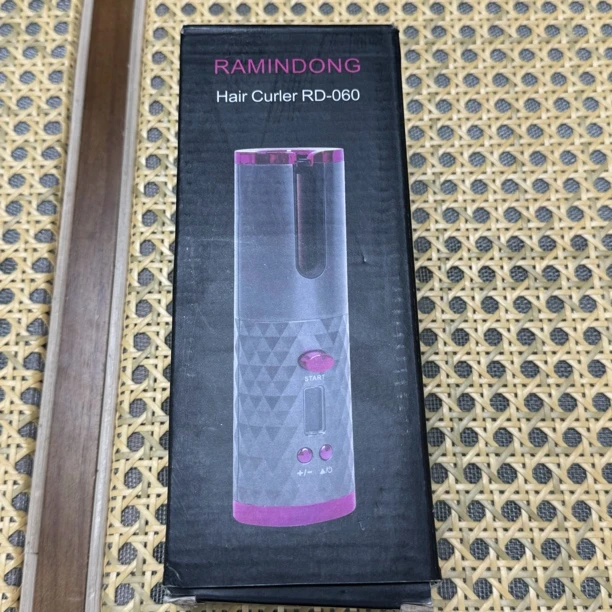 RAMINDONG
Hair Curler RD-060
START
+/-